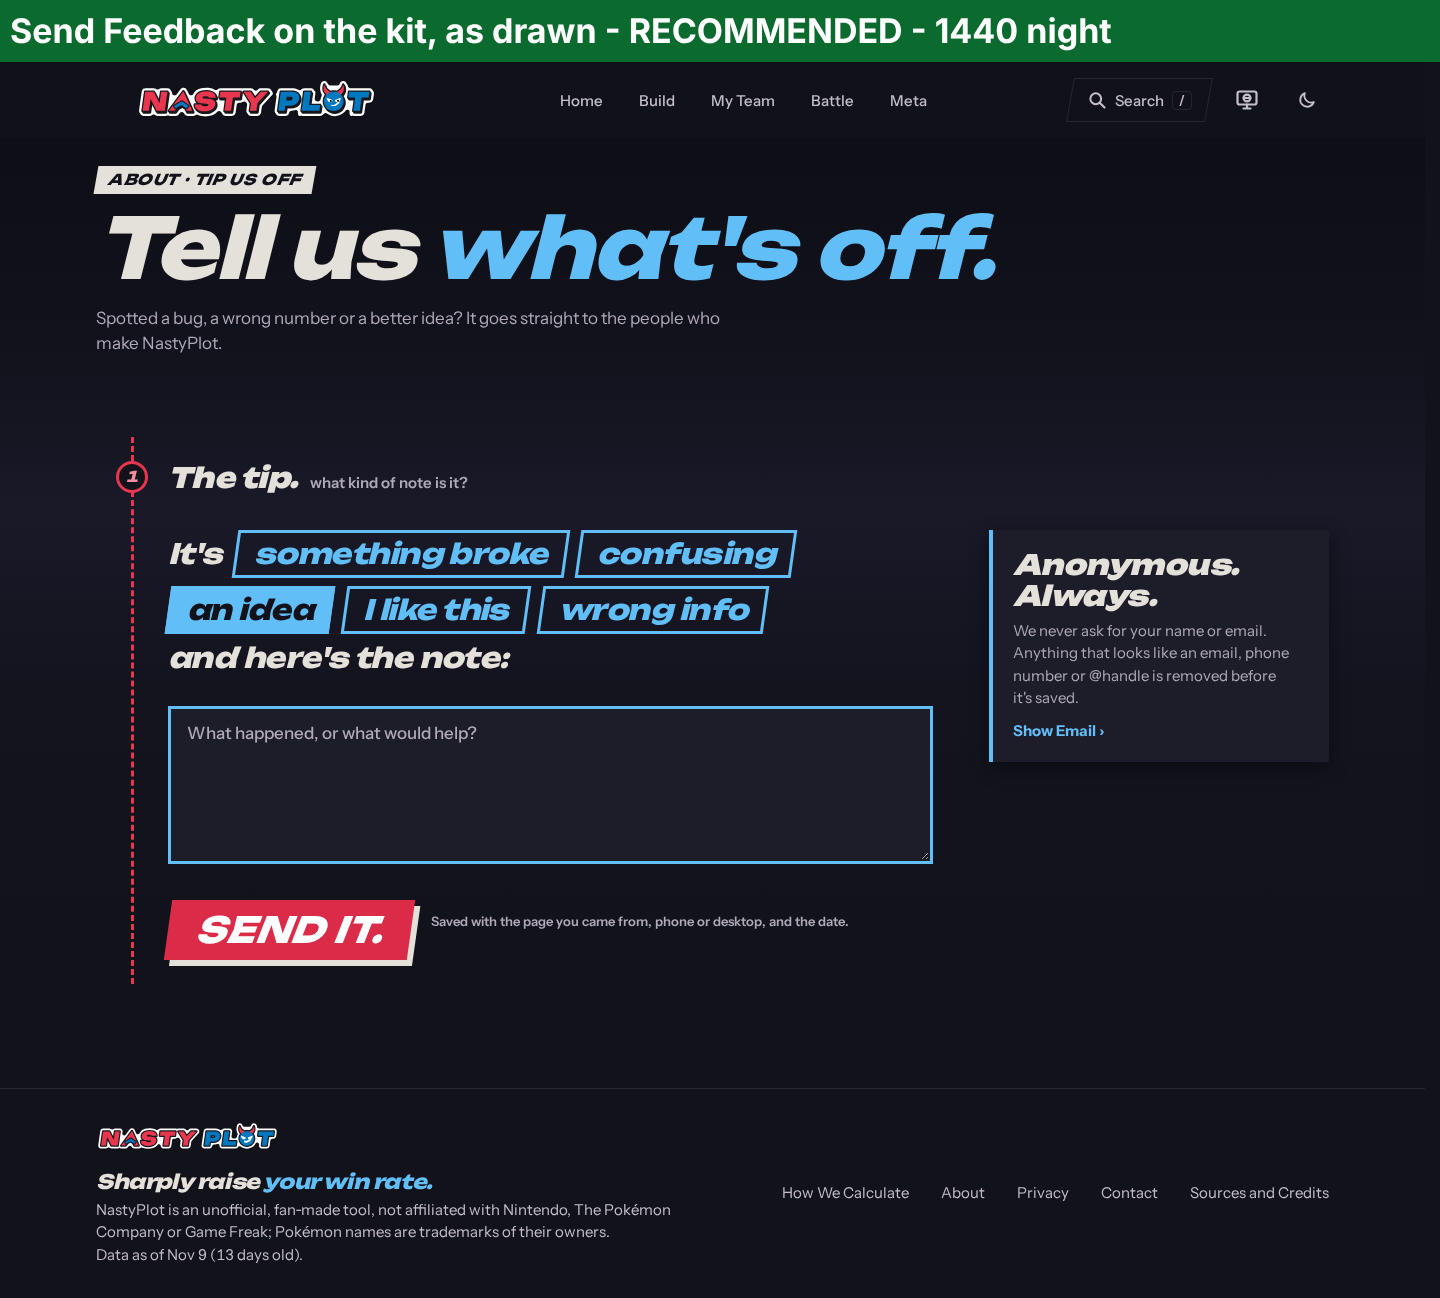 Send Feedback on the kit, as drawn - RECOMMENDED - 1440 night
NASTY PLOT
Home Build My Team Battle Meta
Search /
ABOUT · TIP US OFF
Tell us what's off.
Spotted a bug, a wrong number or a better idea? It goes straight to the people who
make NastyPlot.
1 The tip. what kind of note is it?
It's something broke confusing
an idea I like this wrong info
and here's the note:
What happened, or what would help?
SEND IT. Saved with the page you came from, phone or desktop, and the date.
Anonymous.
Always.
We never ask for your name or email.
Anything that looks like an email, phone
number or @handle is removed before
it's saved.
Show Email ›
NASTY PLOT
Sharply raise your win rate.
NastyPlot is an unofficial, fan-made tool, not affiliated with Nintendo, The Pokémon
Company or Game Freak; Pokémon names are trademarks of their owners.
Data as of Nov 9 (13 days old).
How We Calculate About Privacy Contact Sources and Credits